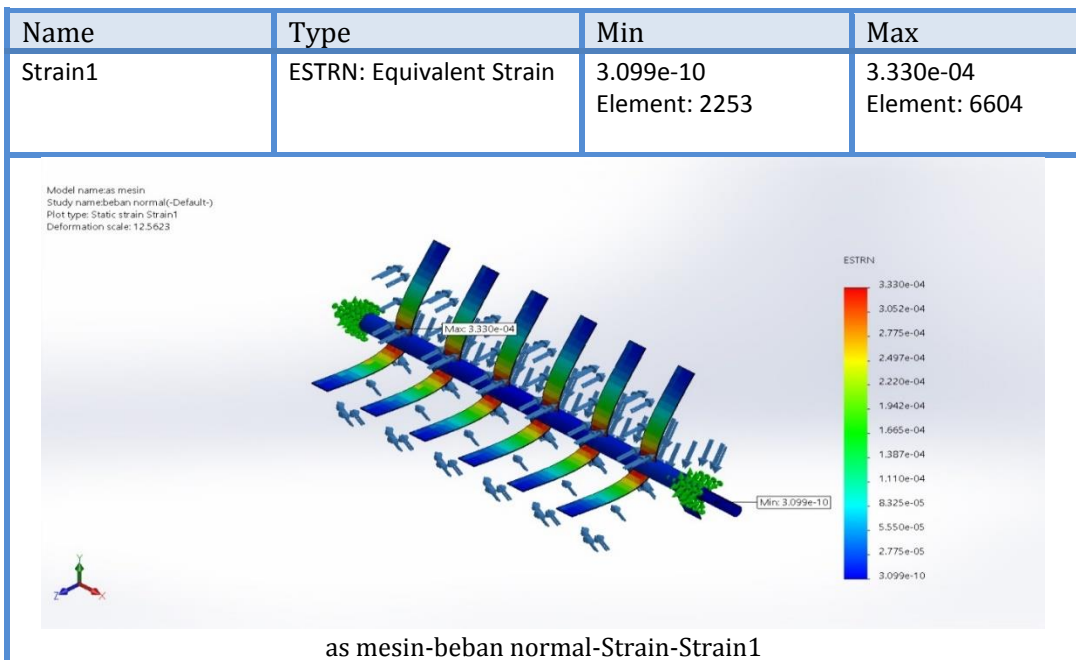 Name Type Min Max
Strain1 ESTRN: Equivalent Strain 3.099e-10 3.330e-04
Element: 2253 Element: 6604
Model name:as mesin
Study name:beban normal(-Default-)
Plot type: Static strain Strain1
Deformation scale: 12.5623
ESTRN
3.330e-04
3.052e-04
2.775e-04
2.497e-04
2.220e-04
1.942e-04
1.665e-04
1.387e-04
1.110e-04
8.325e-05
5.550e-05
2.775e-05
3.099e-10
Max: 3.330e-04
Min: 3.099e-10
Y
Z X
as mesin-beban normal-Strain-Strain1